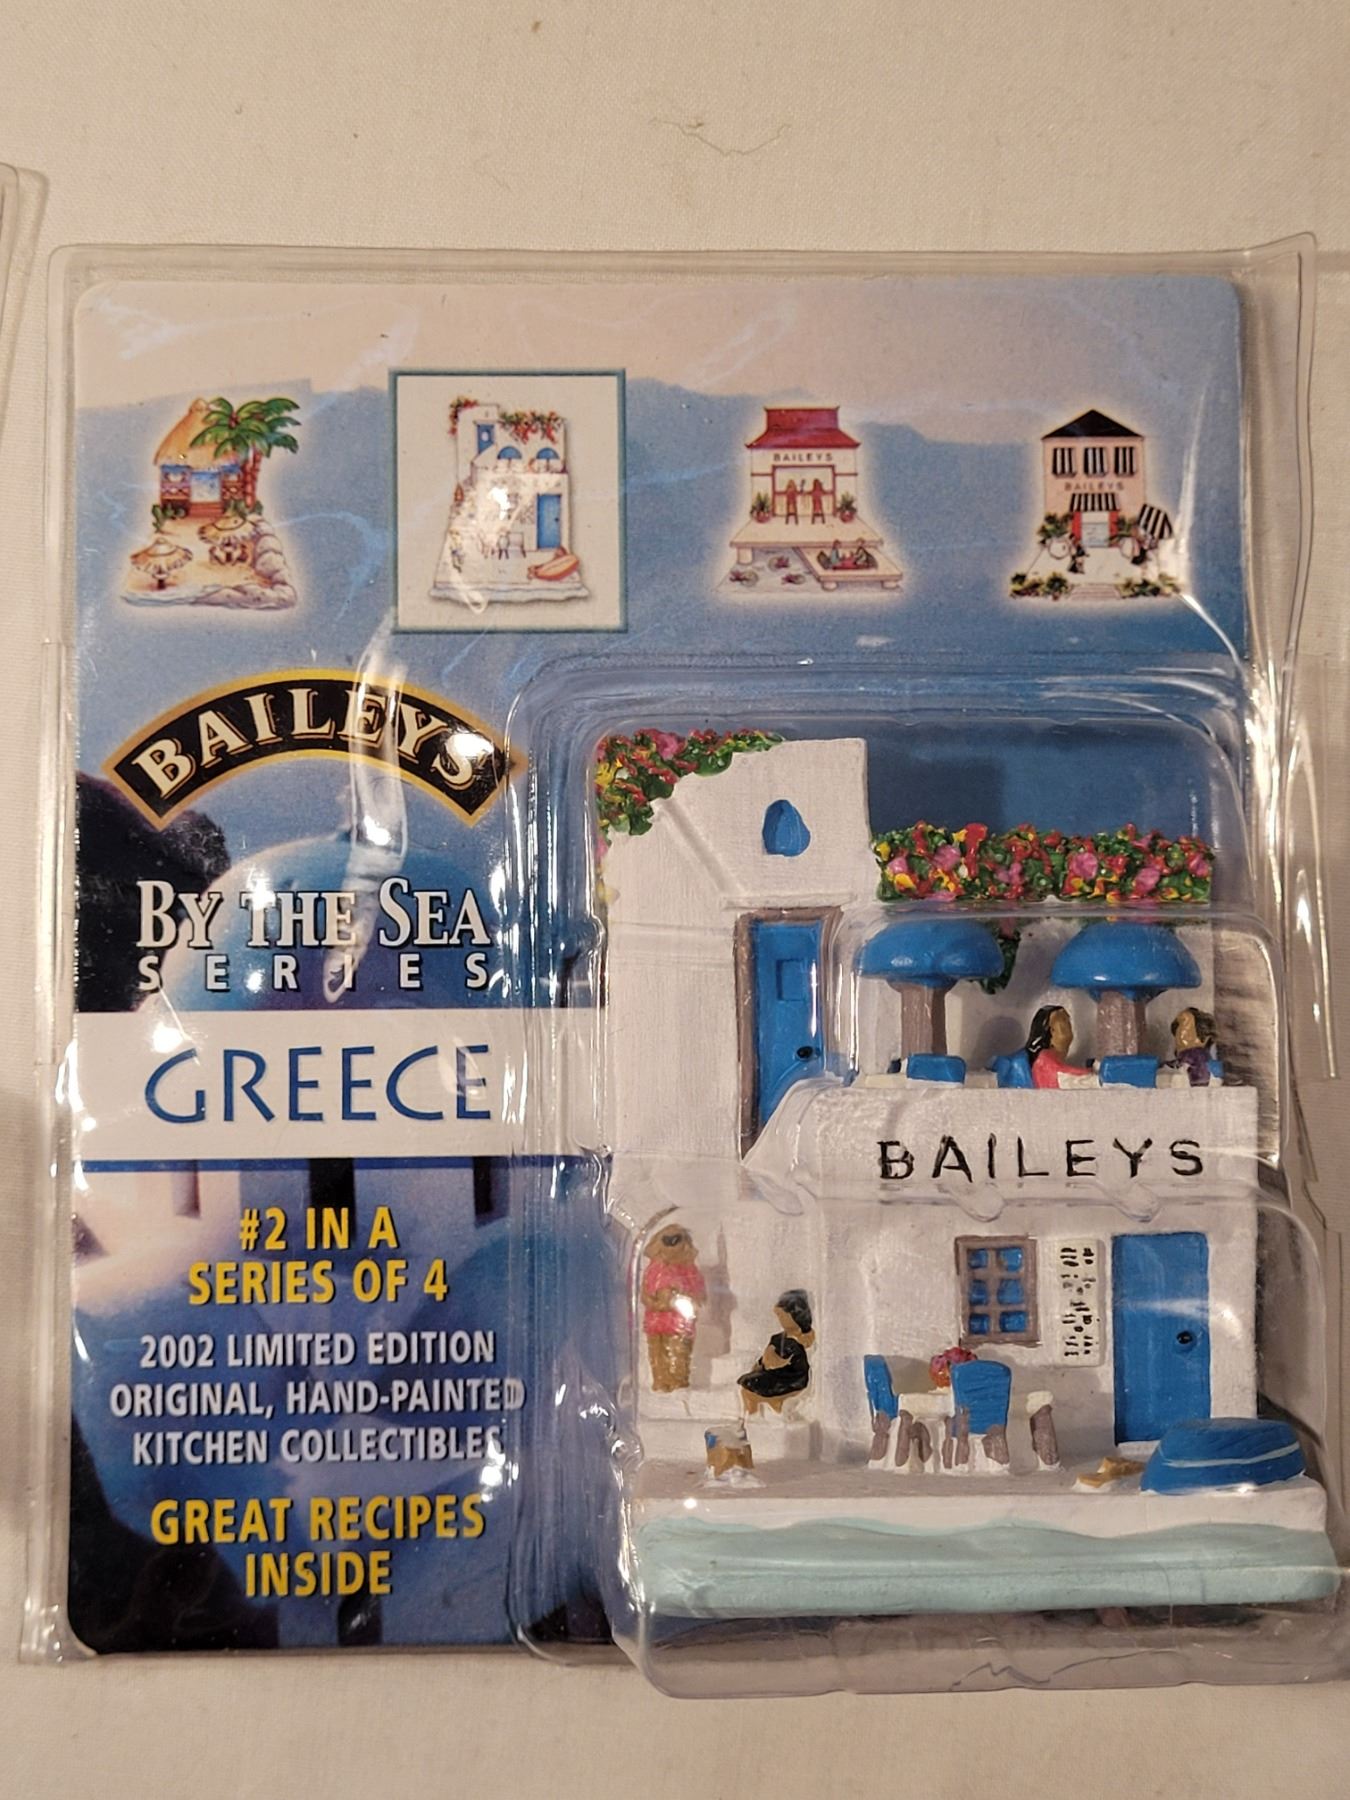 BAILEYS
BAILEYS
BAILEYS
BY THE SEA
SERIES
GREECE
BAILEYS
#2 IN A
SERIES OF 4
2002 LIMITED EDITION
ORIGINAL, HAND-PAINTED
KITCHEN COLLECTIBLES
GREAT RECIPES
INSIDE